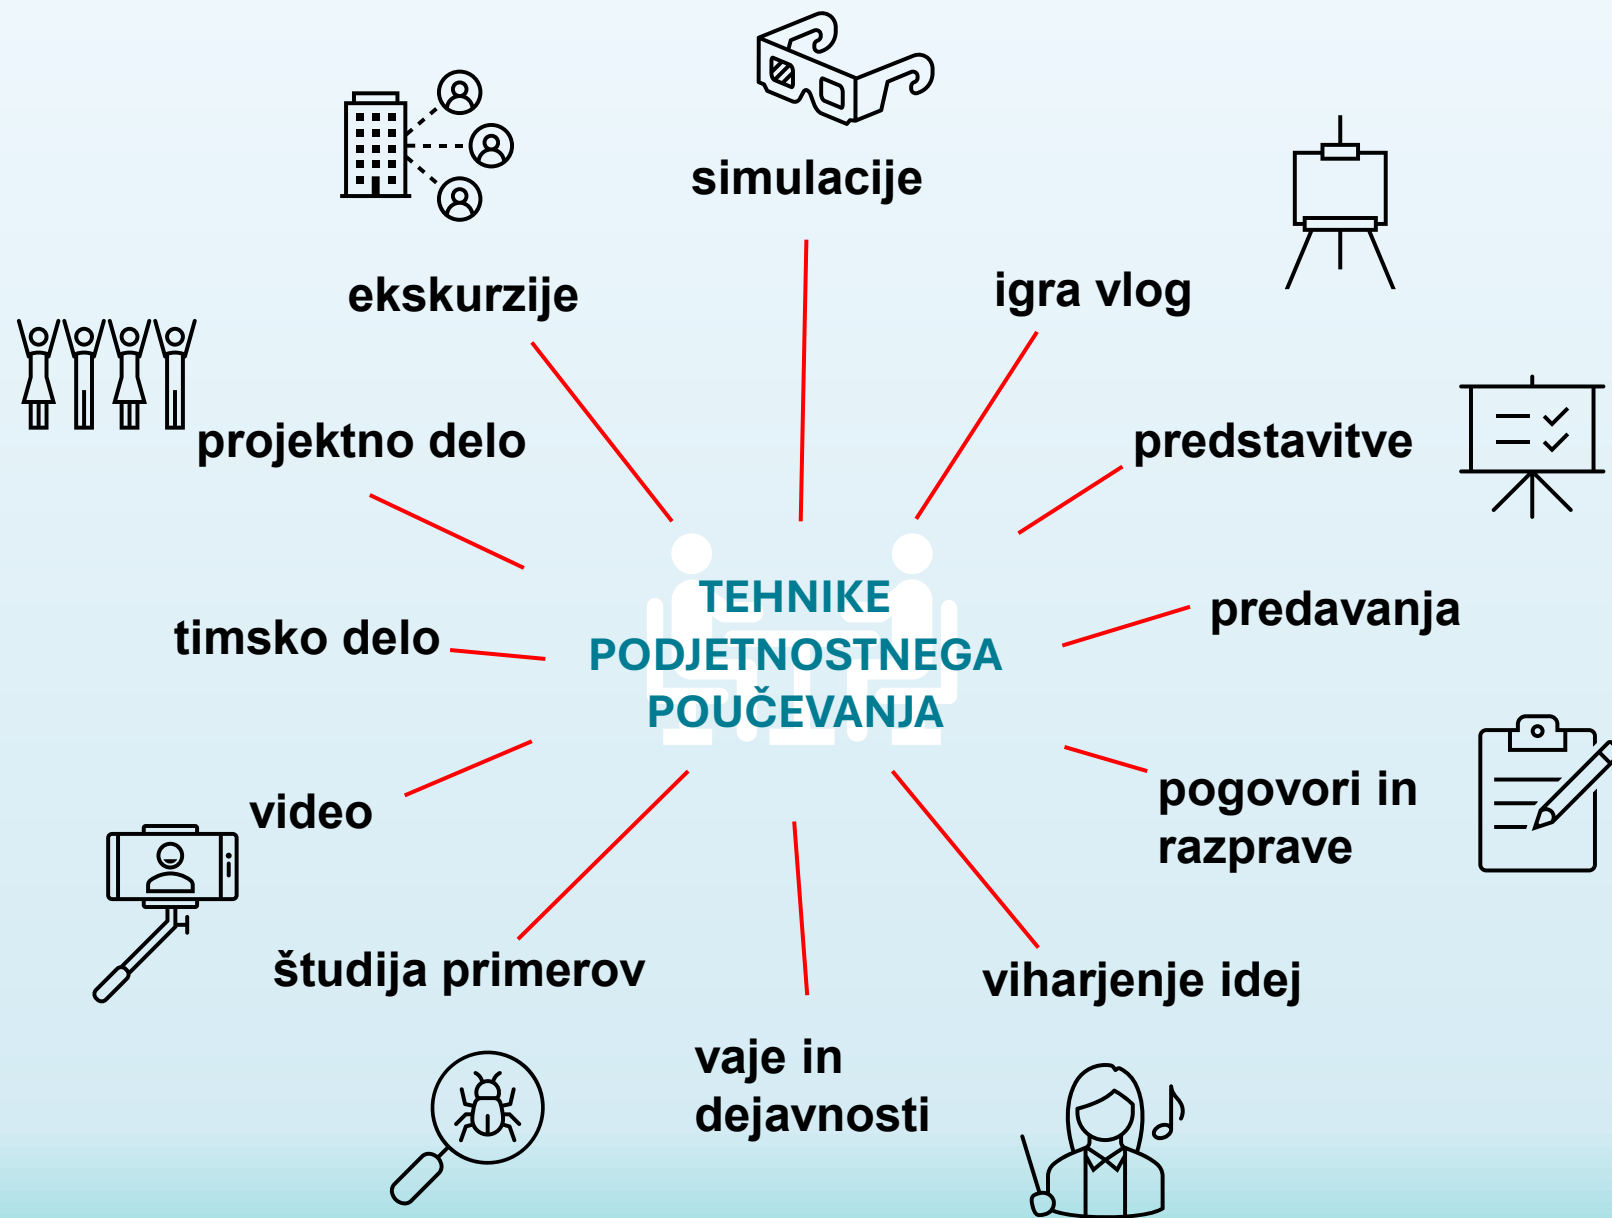 simulacije
ekskurzije
igra vlog
projektno delo
predstavitve
TEHNIKE
PODJETNOSTNEGA
POUČEVANJA
timsko delo
predavanja
video
pogovori in
razprave
študija primerov
viharjenje idej
vaje in
dejavnosti